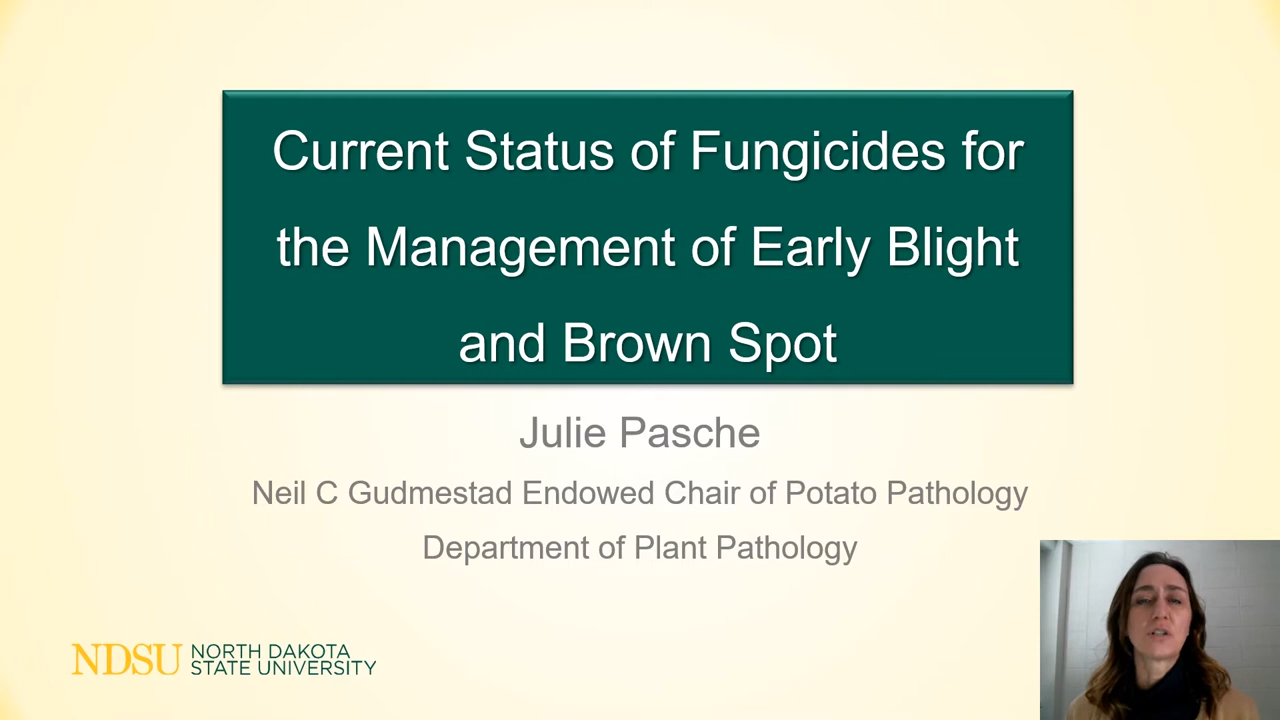 Current Status of Fungicides for
the Management of Early Blight
and Brown Spot
Julie Pasche
Neil C Gudmestad Endowed Chair of Potato Pathology
Department of Plant Pathology
NDSU NORTH DAKOTA
STATE UNIVERSITY